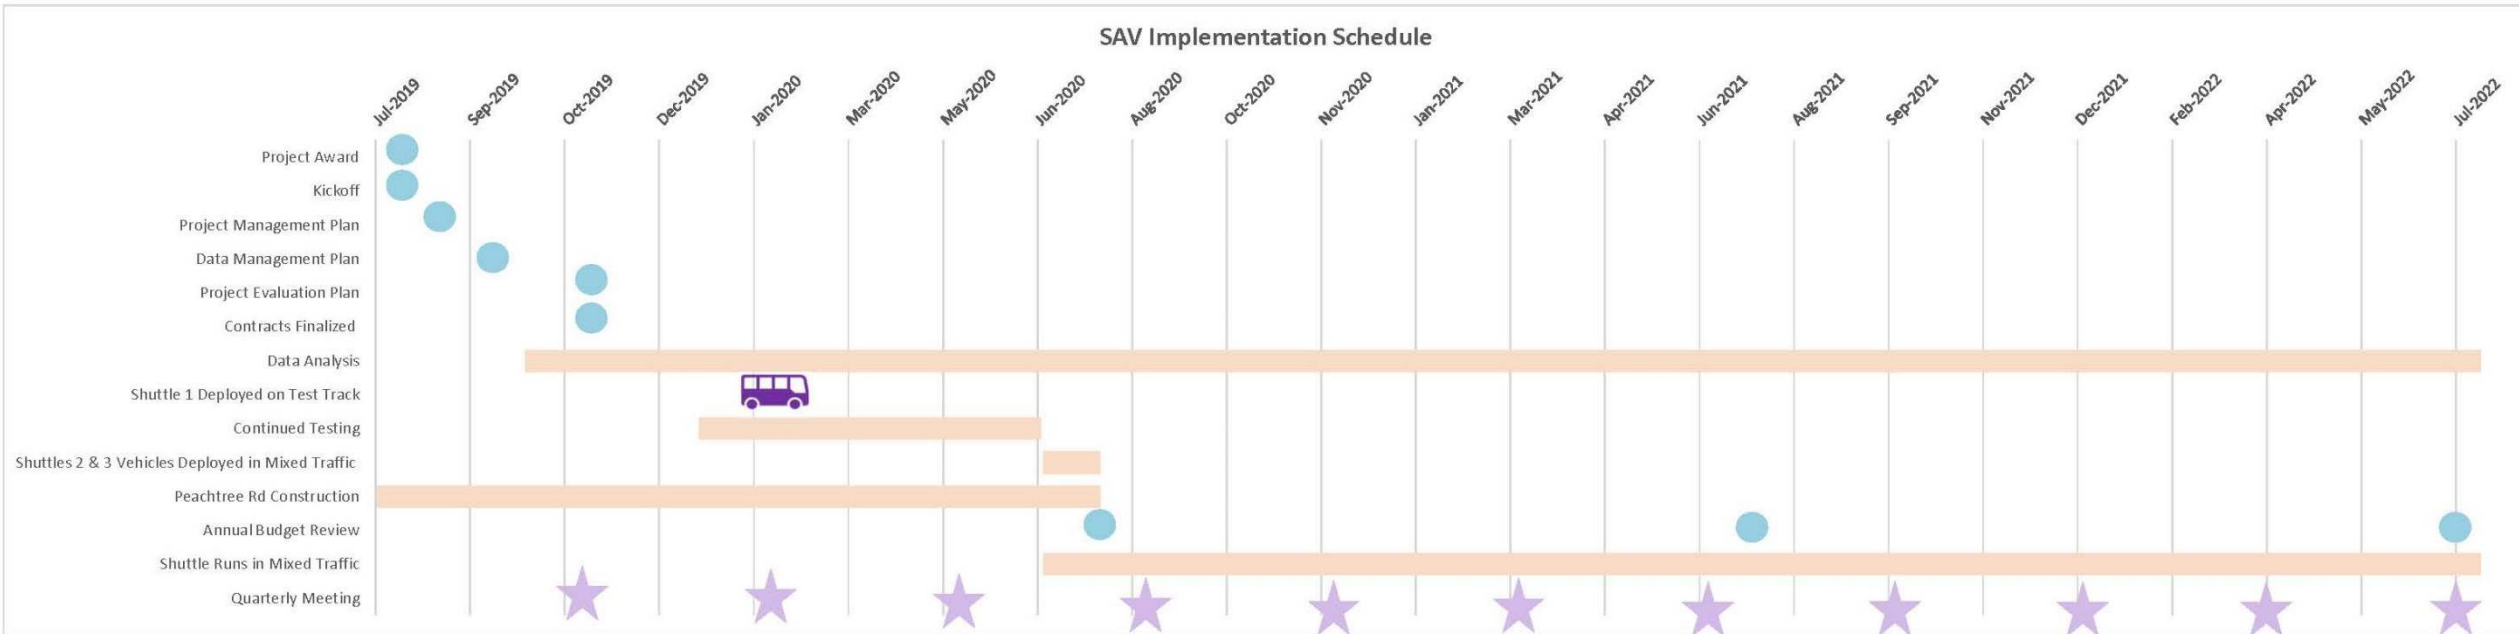 SAV Implementation Schedule
Jul-2019 Sep-2019 Oct-2019 Dec-2019 Jan-2020 Mar-2020 May-2020 Jun-2020 Aug-2020 Oct-2020 Nov-2020 Jan-2021 Mar-2021 Apr-2021 Jun-2021 Aug-2021 Sep-2021 Nov-2021 Dec-2021 Feb-2022 Apr-2022 May-2022 Jul-2022
Project Award
Kickoff
Project Management Plan
Data Management Plan
Project Evaluation Plan
Contracts Finalized
Data Analysis
Shuttle 1 Deployed on Test Track
Continued Testing
Shuttles 2 & 3 Vehicles Deployed in Mixed Traffic
Peachtree Rd Construction
Annual Budget Review
Shuttle Runs in Mixed Traffic
Quarterly Meeting